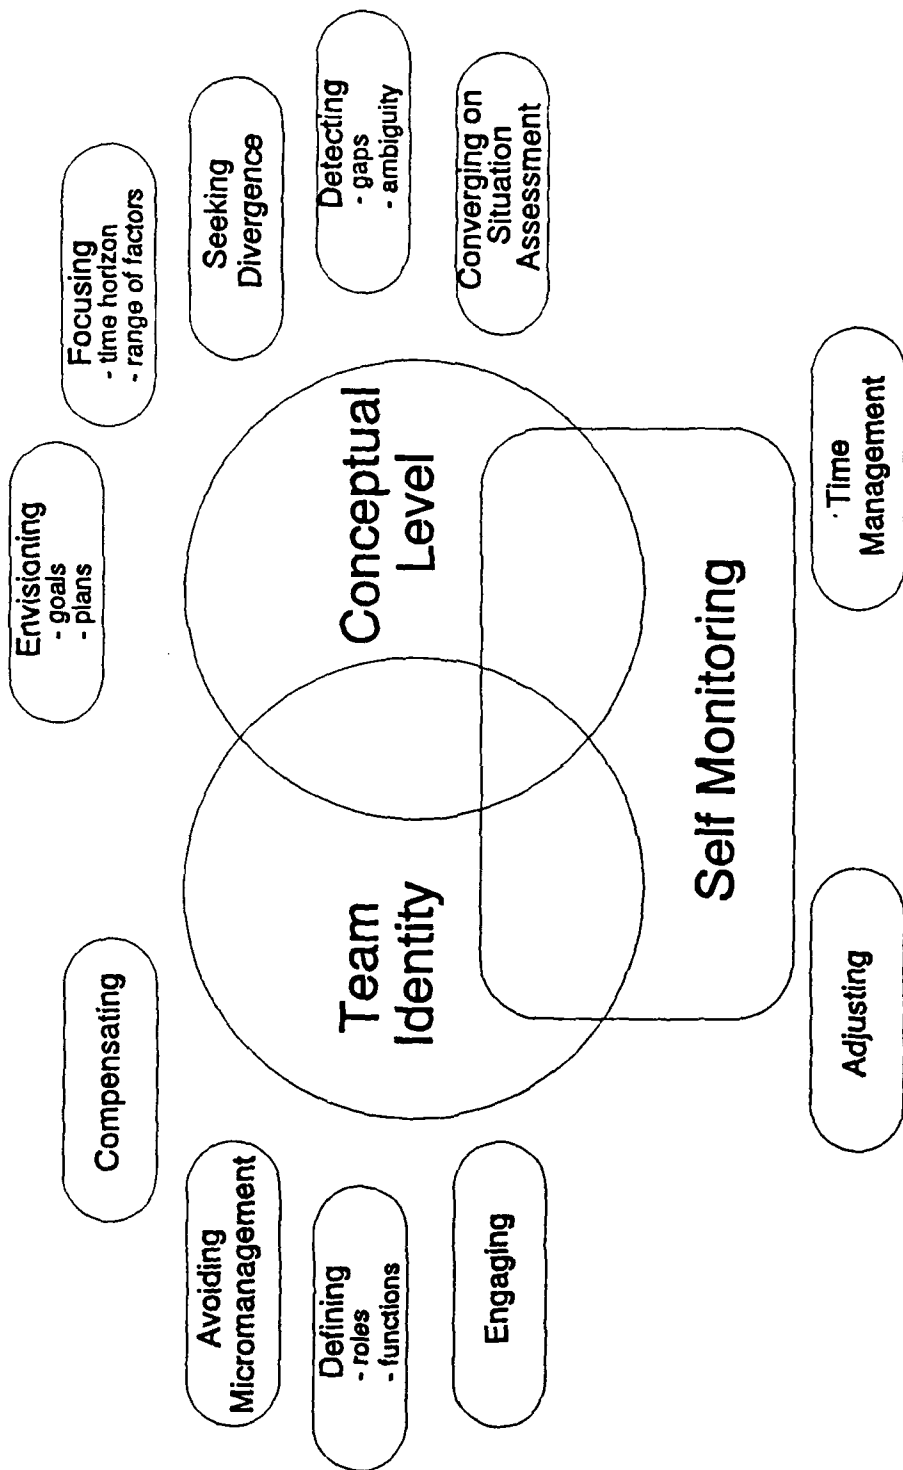 Compensating
Envisioning
- goals
- plans
Focusing
- time horizon
- range of factors
Avoiding
Micromanagement
Seeking
Divergence
Defining
- roles
- functions
Detecting
- gaps
- ambiguity
Engaging
Converging on
Situation
Assessment
Team
Identity
Conceptual
Level
Self Monitoring
Adjusting
Time
Management